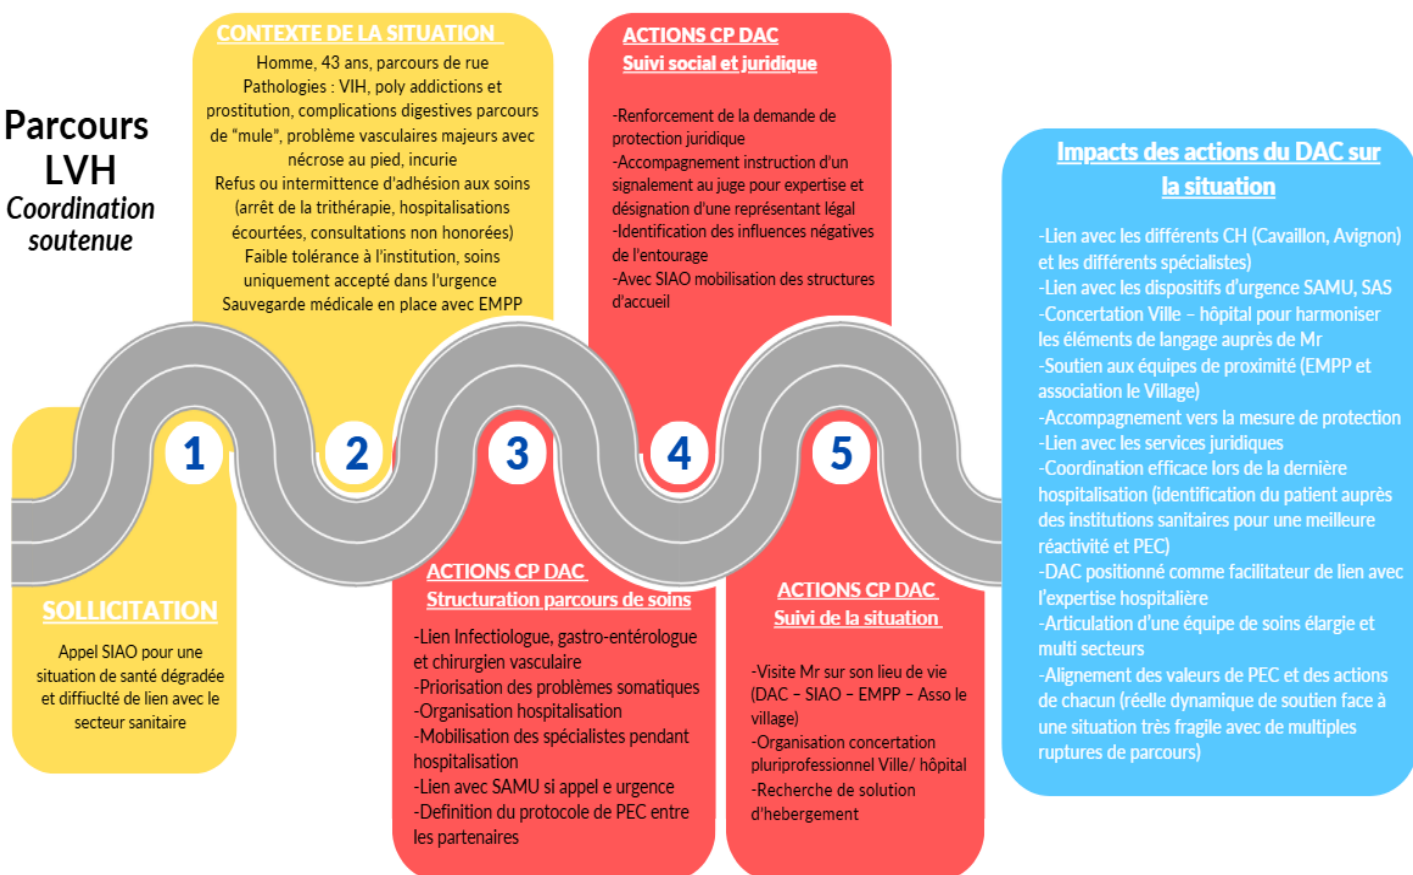 Parcours
LVH
Coordination
soutenue
1
SOLLICITATION
Appel SIAO pour une
situation de santé dégradée
et diffiuclté de lien avec le
secteur sanitaire
2
CONTEXTE DE LA SITUATION
Homme, 43 ans, parcours de rue
Pathologies : VIH, poly addictions et
prostitution, complications digestives parcours
de “mule”, problème vasculaires majeurs avec
nécrose au pied, incurie
Refus ou intermittence d'adhésion aux soins
(arrêt de la trithérapie, hospitalisations
écourtées, consultations non honorées)
Faible tolérance à l'institution, soins
uniquement accepté dans l'urgence
Sauvegarde médicale en place avec EMPP
3
ACTIONS CP DAC
Structuration parcours de soins
-Lien Infectiologue, gastro-entérologue
et chirurgien vasculaire
-Priorisation des problèmes somatiques
-Organisation hospitalisation
-Mobilisation des spécialistes pendant
hospitalisation
-Lien avec SAMU si appel e urgence
-Definition du protocole de PEC entre
les partenaires
4
ACTIONS CP DAC
Suivi social et juridique
-Renforcement de la demande de
protection juridique
-Accompagnement instruction d'un
signalement au juge pour expertise et
désignation d'une représentant légal
-Identification des influences négatives
de l'entourage
-Avec SIAO mobilisation des structures
d'accueil
5
ACTIONS CP DAC
Suivi de la situation
-Visite Mr sur son lieu de vie
(DAC – SIAO – EMPP – Asso le
village)
-Organisation concertation
pluriprofessionnel Ville/ hôpital
-Recherche de solution
d'hebergement
Impacts des actions du DAC sur
la situation
-Lien avec les différents CH (Cavaillon, Avignon)
et les différents spécialistes)
-Lien avec les dispositifs d'urgence SAMU, SAS
-Concertation Ville – hôpital pour harmoniser
les éléments de langage auprès de Mr
-Soutien aux équipes de proximité (EMPP et
association le Village)
-Accompagnement vers la mesure de protection
-Lien avec les services juridiques
-Coordination efficace lors de la dernière
hospitalisation (identification du patient auprès
des institutions sanitaires pour une meilleure
réactivité et PEC)
-DAC positionné comme facilitateur de lien avec
l'expertise hospitalière
-Articulation d'une équipe de soins élargie et
multi secteurs
-Alignement des valeurs de PEC et des actions
de chacun (réelle dynamique de soutien face à
une situation très fragile avec de multiples
ruptures de parcours)